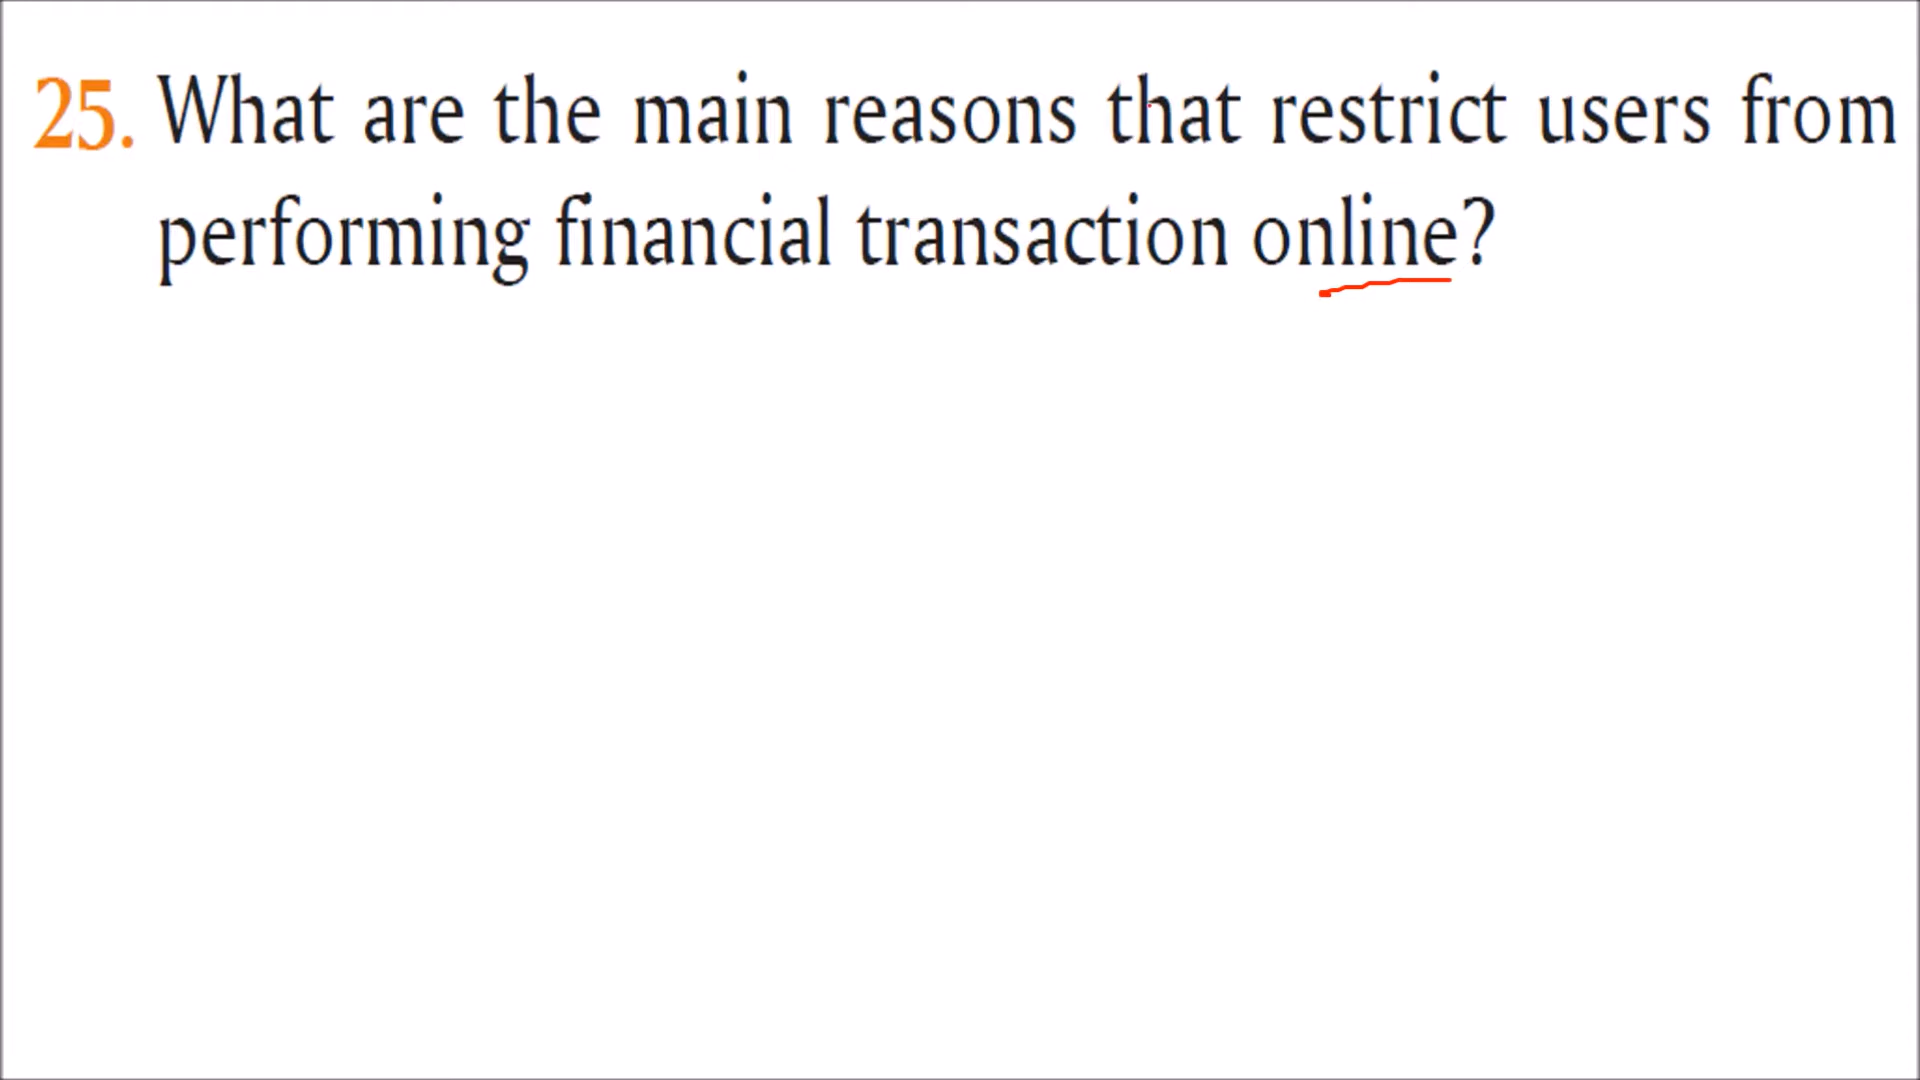 25. What are the main reasons that restrict users from
performing financial transaction online?